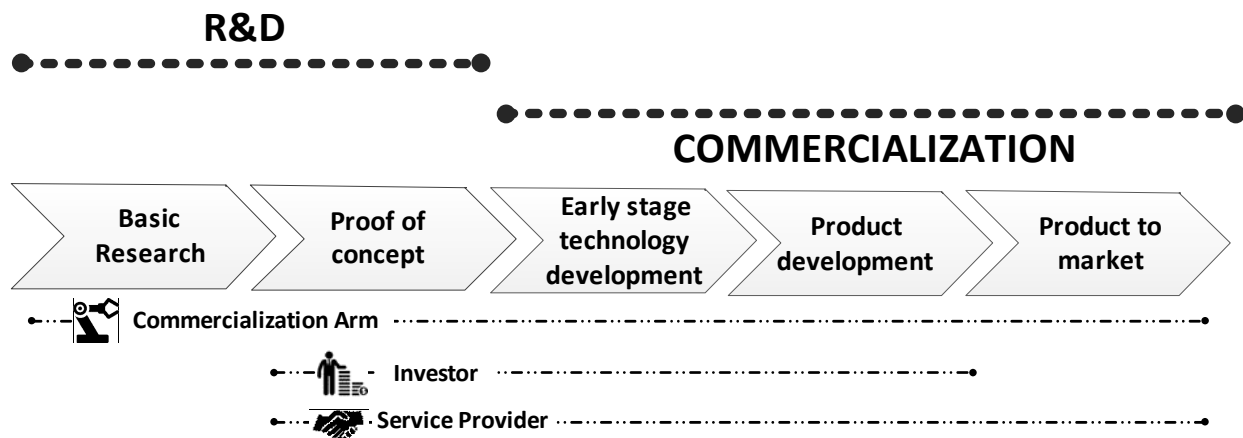 R&D
COMMERCIALIZATION
Basic
Research
Proof of
concept
Early stage
technology
development
Product
development
Product to
market
Commercialization Arm
Investor
Service Provider